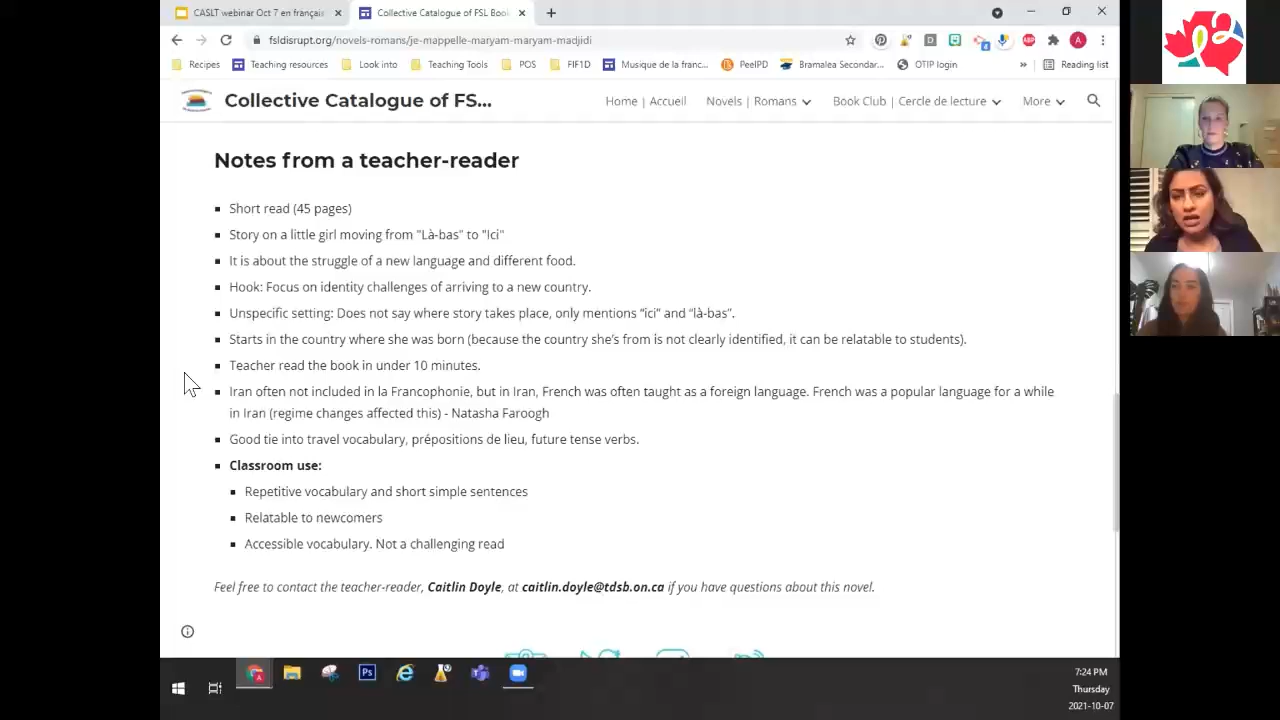 CASLT webinar Oct 7 en françai
Collective Catalogue of FSL Boo
fsldisrupt.org/novels-romans/je-mappelle-maryam-maryam-madjidi
Recipes
Teaching resources
Look into
Teaching Tools
POS
FIF1D
Musique de la franc...
PeelPD
Bramalea Secondar...
OTIP login
»
Reading list
Collective Catalogue of FS...
Home | Accueil
Novels | Romans
Book Club | Cercle de lecture
More
Notes from a teacher-reader
Short read (45 pages)
Story on a little girl moving from "Là-bas" to "Ici"
It is about the struggle of a new language and different food.
Hook: Focus on identity challenges of arriving to a new country.
Unspecific setting: Does not say where story takes place, only mentions “ici” and “là-bas”.
Starts in the country where she was born (because the country she’s from is not clearly identified, it can be relatable to students).
Teacher read the book in under 10 minutes.
Iran often not included in la Francophonie, but in Iran, French was often taught as a foreign language. French was a popular language for a while
in Iran (regime changes affected this) - Natasha Faroogh
Good tie into travel vocabulary, prépositions de lieu, future tense verbs.
Classroom use:
Repetitive vocabulary and short simple sentences
Relatable to newcomers
Accessible vocabulary. Not a challenging read
Feel free to contact the teacher-reader, Caitlin Doyle, at caitlin.doyle@tdsb.on.ca if you have questions about this novel.
Ps
7:24 PM
Thursday
2021-10-07